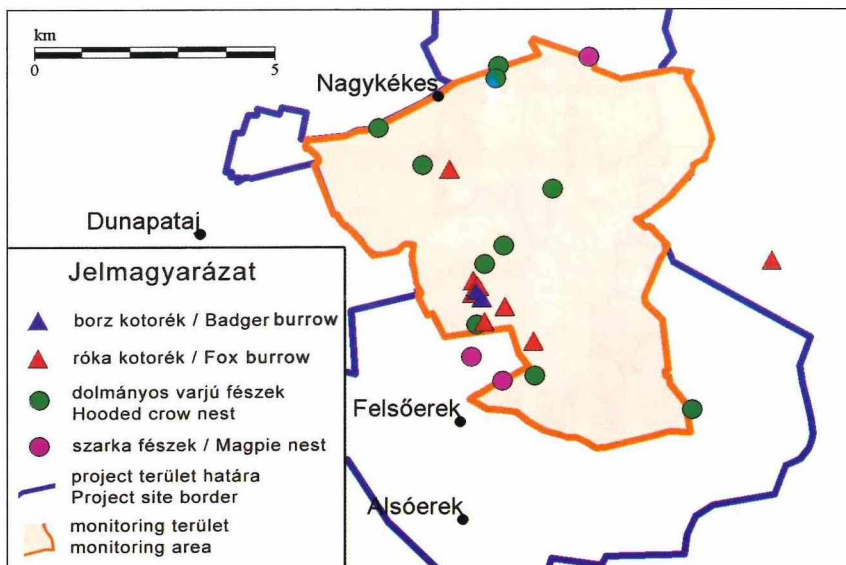 km
0 5
Nagykékes
Dunapataj
Jelmagyarázat
borz kotorék / Badger burrow
róka kotorék / Fox burrow
dolmányos varjú fészek
Hooded crow nest
szarka fészek / Magpie nest
project terület határa
Project site border
monitoring terület
monitoring area
Felsőerek
Alsóerek